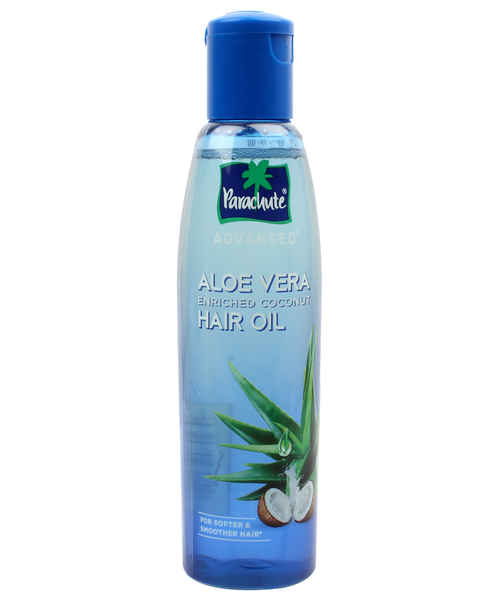 Parachute®
ADVANSED®
ALOE VERA
ENRICHED COCONUT
HAIR OIL
FOR SOFTER &
SMOOTHER HAIR*